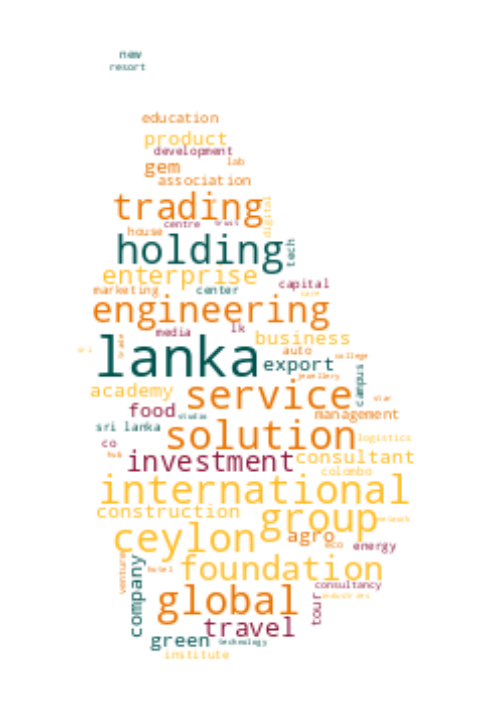 new
resort
education
product
development
lab
gem
association
trading
digital
centre trust
house
holding
tech
enterprise
capital
marketing center
care
engineering
media lk
business
trade
lanka
auto
college
export
jewellery
campus
academy
service
star
food studio
management
sri lanka
solution
logistics
co
hub
investment
consultant
colombo
international
construction
group
network
ceylon
agro
eco energy
venture
company
hotel
foundation
consultancy
industries
global
tour
travel
green technology
institute